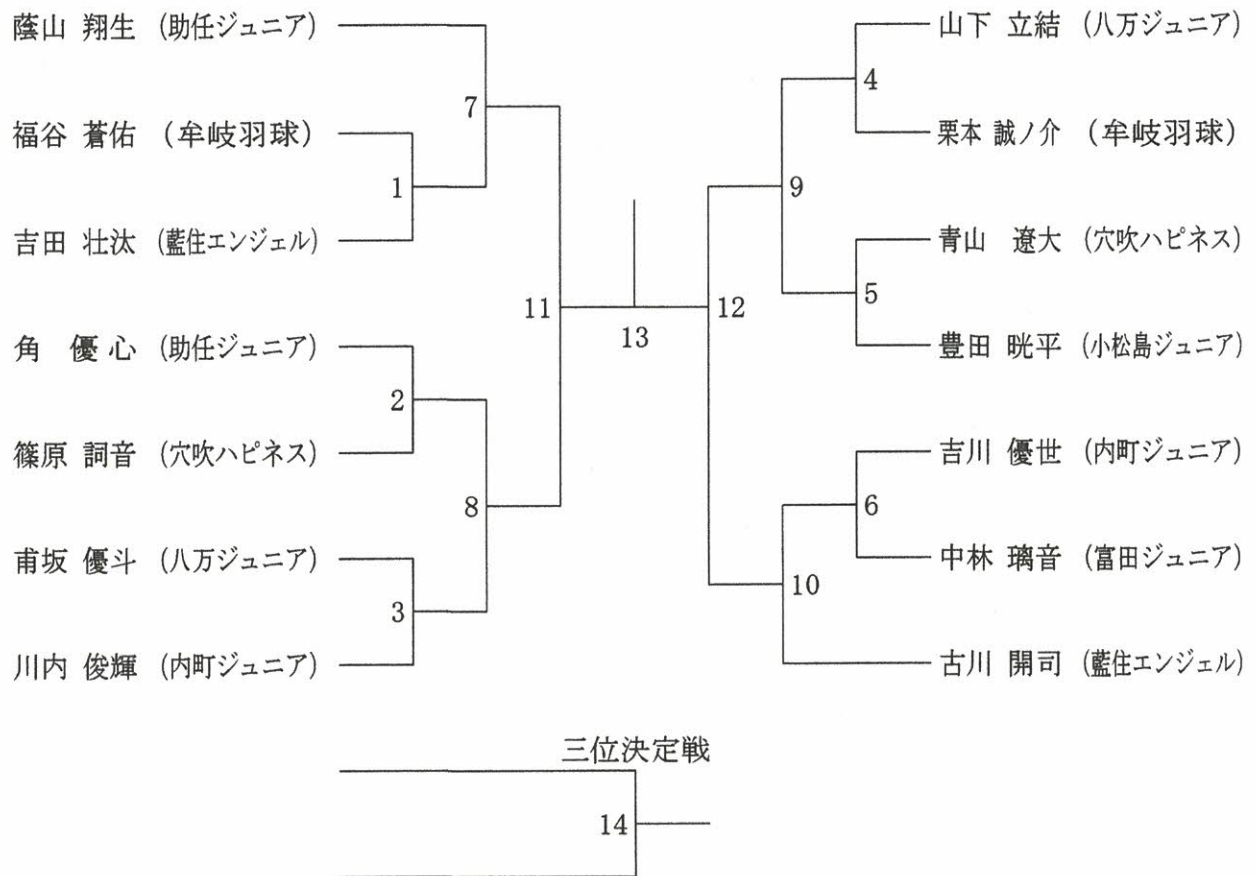 蔭山 翔生 (助任ジュニア)
福谷 蒼佑 (牟岐羽球)
吉田 壮汰 (藍住エンジェル)
角 優心 (助任ジュニア)
篠原 詞音 (穴吹ハピネス)
甫坂 優斗 (八万ジュニア)
川内 俊輝 (内町ジュニア)
7
1
2
8
3
11
13
12
9
4
5
6
10
山下 立結 (八万ジュニア)
栗本 誠ノ介 (牟岐羽球)
青山 遼大 (穴吹ハピネス)
豊田 晄平 (小松島ジュニア)
吉川 優世 (内町ジュニア)
中林 璃音 (富田ジュニア)
古川 開司 (藍住エンジェル)
三位決定戦
14